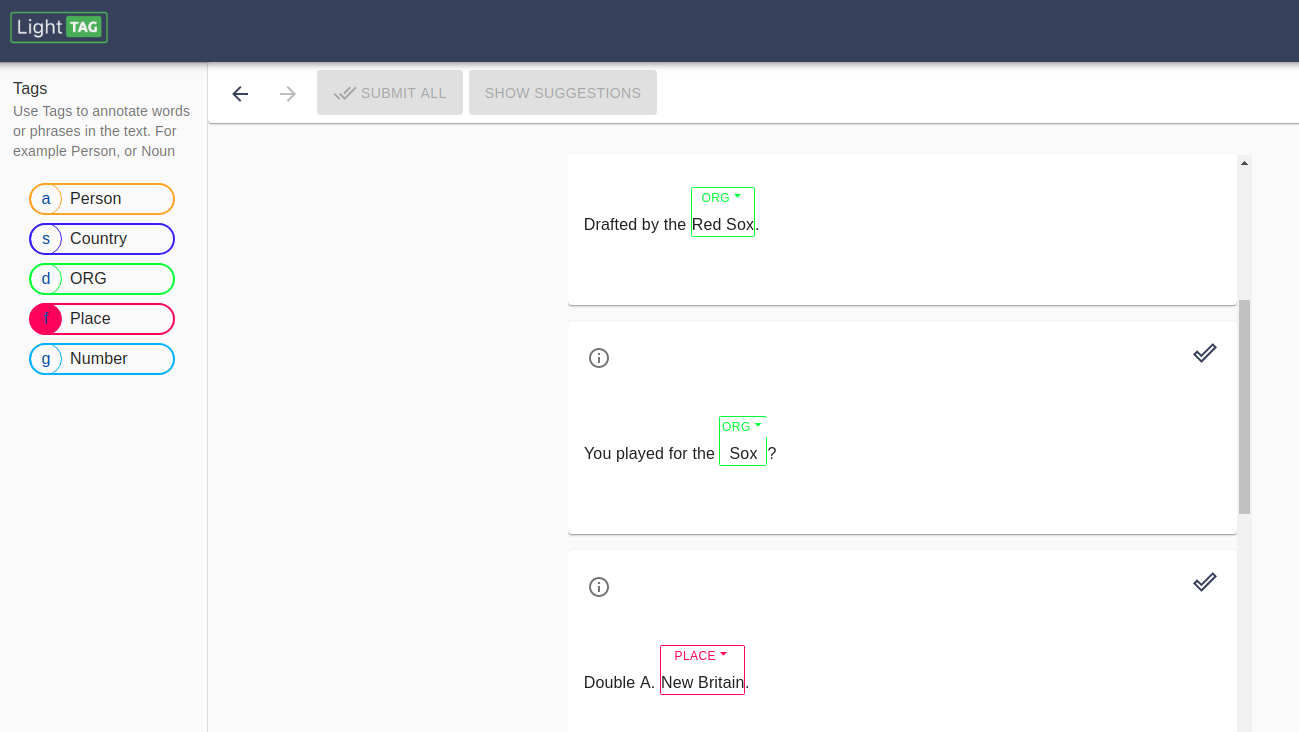 Light TAG
Tags
Use Tags to annotate words
or phrases in the text. For
example Person, or Noun
a Person
s Country
d ORG
f Place
g Number
SUBMIT ALL
SHOW SUGGESTIONS
ORG
Drafted by the Red Sox.
ORG
You played for the Sox ?
PLACE
Double A. New Britain.